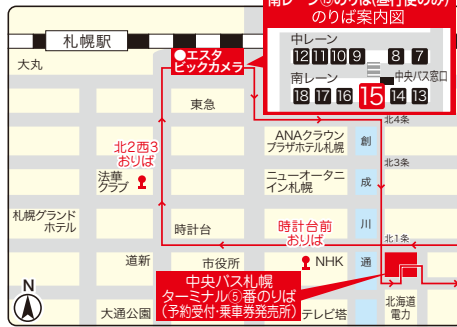 南レーン⑮のりば(昼行便のみ)
のりば案内図
中レーン
12 11 10 9 8 7
南レーン
中央バス窓口
18 17 16 15 14 13
札幌駅
大丸
●エスタ
ビックカメラ
東急
北4条
ANAクラウン
プラザホテル札幌
創
北2西3
おりば
北3条
法華
クラブ
ニューオータニ
イン札幌
成
札幌グランド
ホテル
時計台
時計台前
おりば
川
北1条
道新
市役所
NHK
通
中央バス札幌
ターミナル⑤番のりば
(予約受付・乗車券発売所)
N
大通公園
テレビ塔
北海道
電力